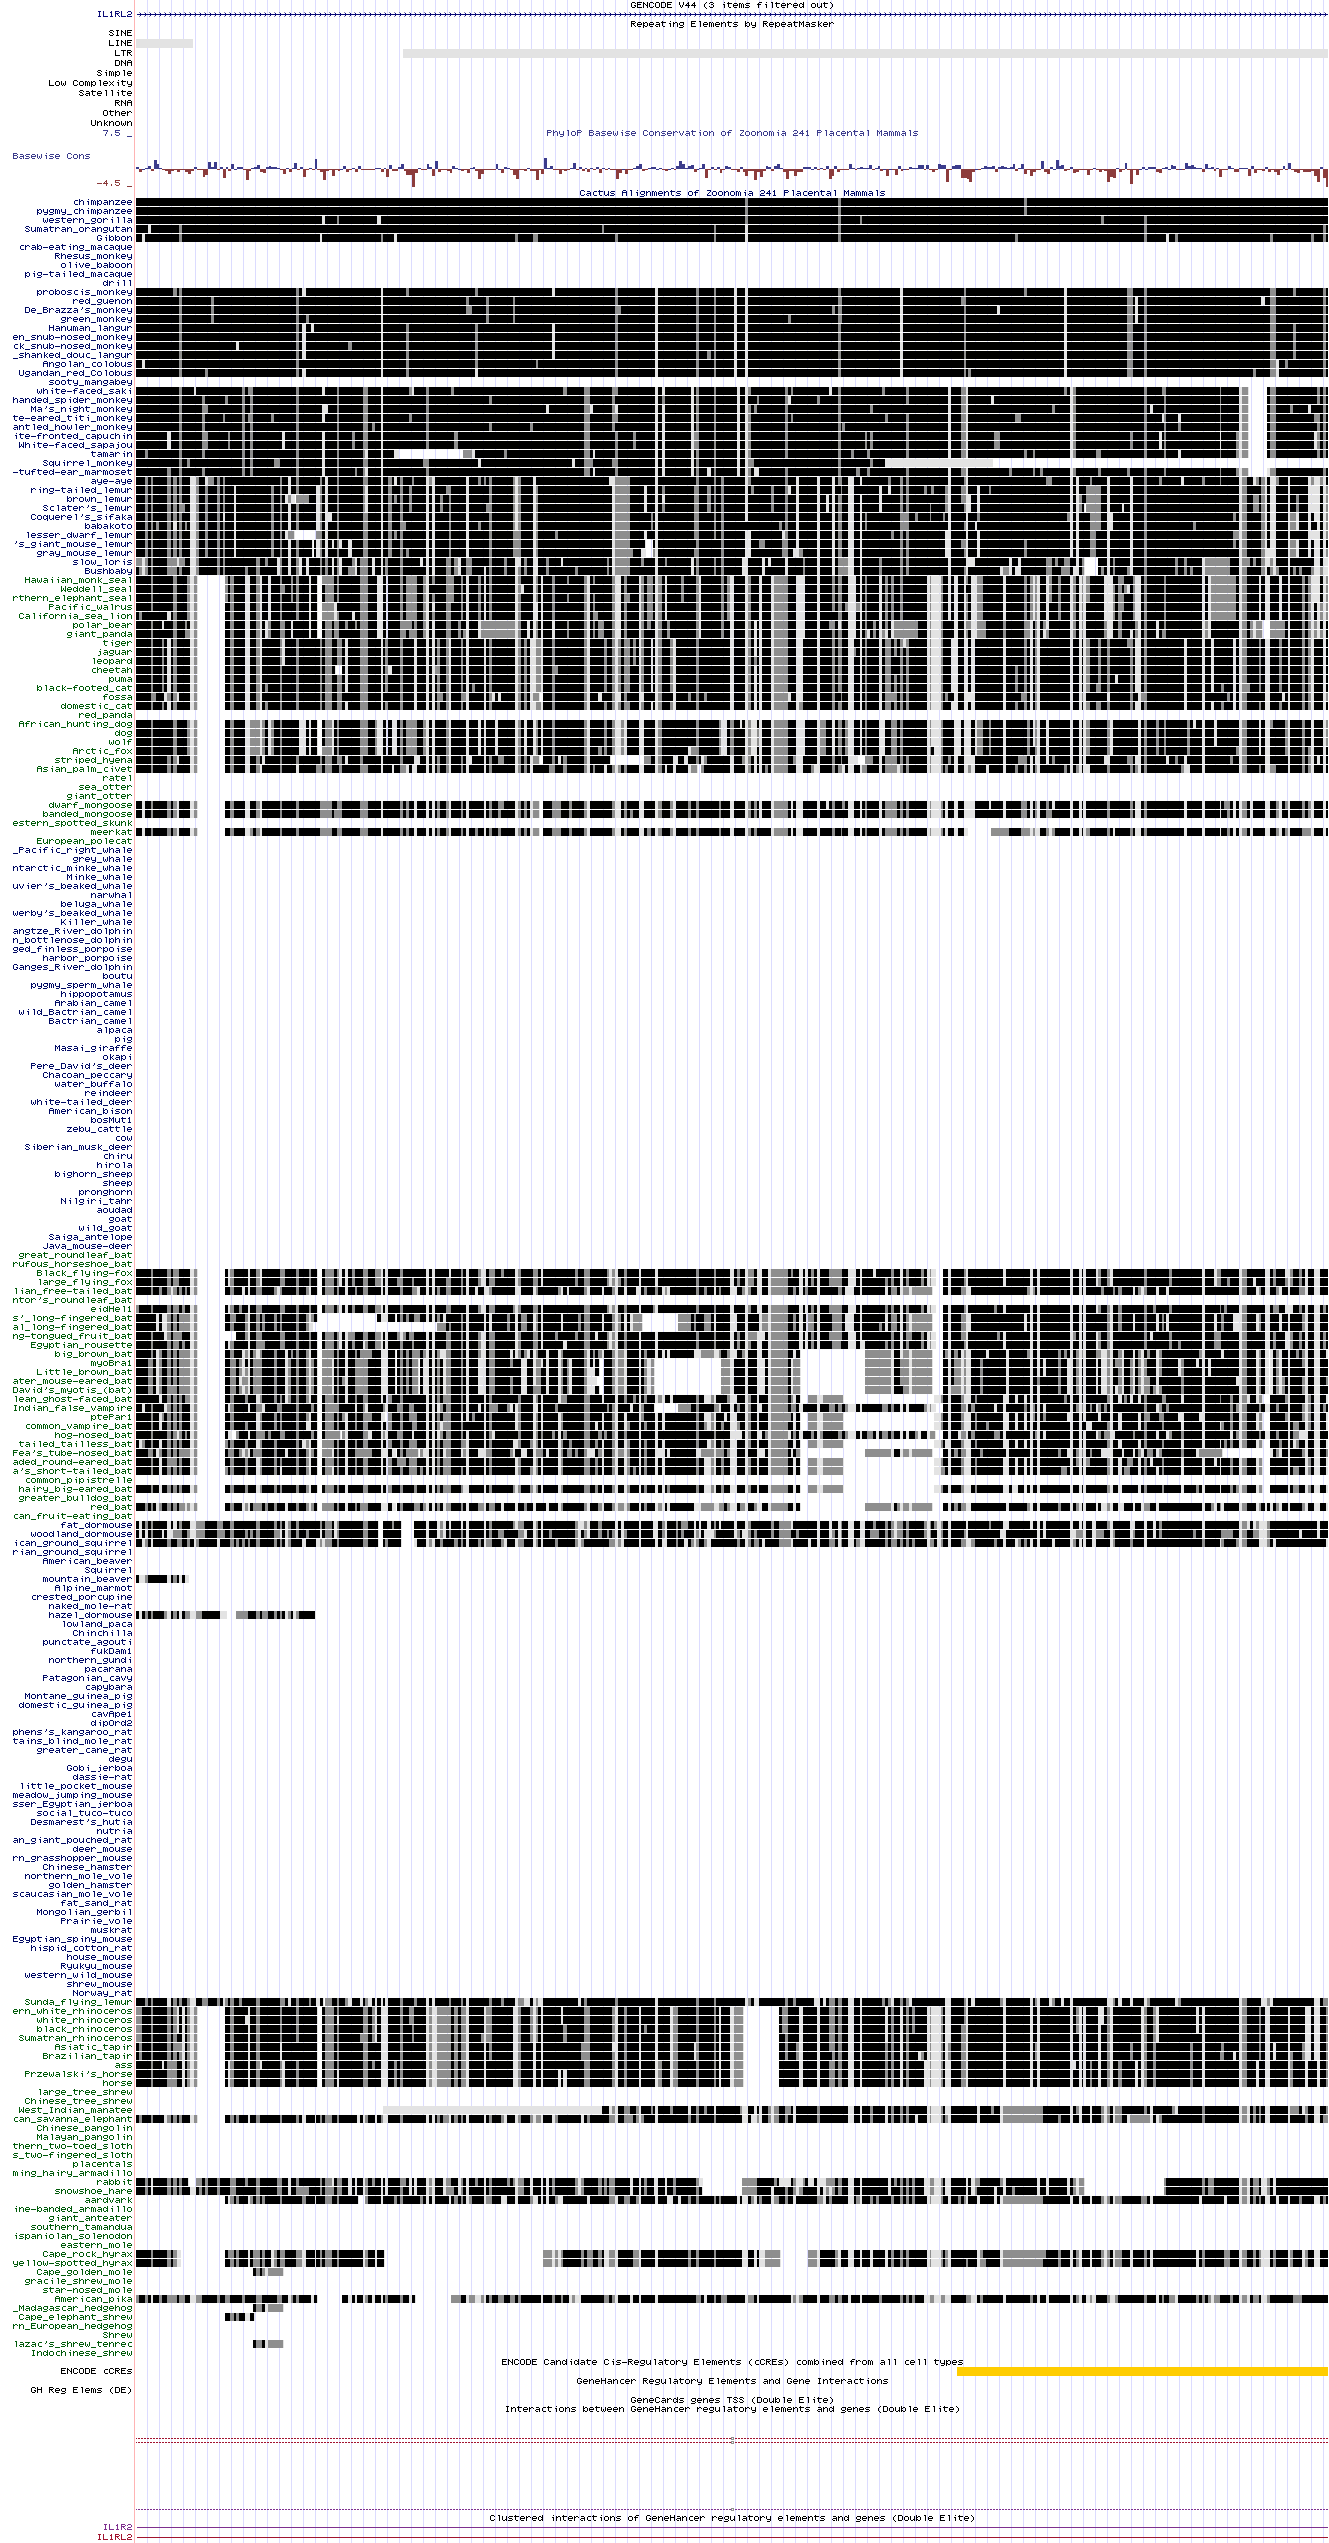 GENCODE V44 (3 items filtered out)
IL1RL2
Repeating Elements by RepeatMasker
SINE
LINE
LTR
DNA
Simple
Low Complexity
Satellite
RNA
Other
Unknown
7.5 _
PhyloP Basewise Conservation of Zoonomia 241 Placental Mammals
Basewise Cons
-4.5 _
Cactus Alignments of Zoonomia 241 Placental Mammals
chimpanzee
pygmy_chimpanzee
western_gorilla
Sumatran_orangutan
Gibbon
crab-eating_macaque
Rhesus_monkey
olive_baboon
pig-tailed_macaque
drill
proboscis_monkey
red_guenon
De_Brazza's_monkey
green_monkey
Hanuman_langur
en_snub-nosed_monkey
ck_snub-nosed_monkey
_shanked_douc_langur
Angolan_colobus
Ugandan_red_Colobus
sooty_mangabey
white-faced_saki
handed_spider_monkey
Ma's_night_monkey
te-eared_titi_monkey
antled_howler_monkey
ite-fronted_capuchin
White-faced_sapajou
tamarin
Squirrel_monkey
-tufted-ear_marmoset
aye-aye
ring-tailed_lemur
brown_lemur
Sclater's_lemur
Coquerel's_sifaka
babakoto
lesser_dwarf_lemur
's_giant_mouse_lemur
gray_mouse_lemur
slow_loris
Bushbaby
Hawaiian_monk_seal
Weddell_seal
rthern_elephant_seal
Pacific_walrus
California_sea_lion
polar_bear
giant_panda
tiger
jaguar
leopard
cheetah
puma
black-footed_cat
fossa
domestic_cat
red_panda
African_hunting_dog
dog
wolf
Arctic_fox
striped_hyena
Asian_palm_civet
ratel
sea_otter
giant_otter
dwarf_mongoose
banded_mongoose
estern_spotted_skunk
meerkat
European_polecat
_Pacific_right_whale
grey_whale
ntarctic_minke_whale
Minke_whale
uvier's_beaked_whale
narwhal
beluga_whale
werby's_beaked_whale
Killer_whale
angtze_River_dolphin
n_bottlenose_dolphin
ged_finless_porpoise
harbor_porpoise
Ganges_River_dolphin
boutu
pygmy_sperm_whale
hippopotamus
Arabian_camel
wild_Bactrian_camel
Bactrian_camel
alpaca
pig
Masai_giraffe
okapi
Pere_David's_deer
Chacoan_peccary
water_buffalo
reindeer
white-tailed_deer
American_bison
bosMut1
zebu_cattle
cow
Siberian_musk_deer
chiru
hirola
bighorn_sheep
sheep
pronghorn
Nilgiri_tahr
aoudad
goat
wild_goat
Saiga_antelope
Java_mouse-deer
great_roundleaf_bat
rufous_horseshoe_bat
Black_flying-fox
large_flying_fox
lian_free-tailed_bat
ntor's_roundleaf_bat
eidHel1
s'_long-fingered_bat
al_long-fingered_bat
ng-tongued_fruit_bat
Egyptian_rousette
big_brown_bat
myoBra1
Little_brown_bat
ater_mouse-eared_bat
David's_myotis_(bat)
lean_ghost-faced_bat
Indian_false_vampire
ptePar1
common_vampire_bat
hog-nosed_bat
tailed_tailless_bat
Fea's_tube-nosed_bat
aded_round-eared_bat
a's_short-tailed_bat
common_pipistrelle
hairy_big-eared_bat
greater_bulldog_bat
red_bat
can_fruit-eating_bat
fat_dormouse
woodland_dormouse
ican_ground_squirrel
rian_ground_squirrel
American_beaver
Squirrel
mountain_beaver
Alpine_marmot
crested_porcupine
naked_mole-rat
hazel_dormouse
lowland_paca
Chinchilla
punctate_agouti
fukDam1
northern_gundi
pacarana
Patagonian_cavy
capybara
Montane_guinea_pig
domestic_guinea_pig
cavApe1
dipOrd2
phens's_kangaroo_rat
tains_blind_mole_rat
greater_cane_rat
degu
Gobi_jerboa
dassie-rat
little_pocket_mouse
meadow_jumping_mouse
sser_Egyptian_jerboa
social_tuco-tuco
Desmarest's_hutia
nutria
an_giant_pouched_rat
deer_mouse
rn_grasshopper_mouse
Chinese_hamster
northern_mole_vole
golden_hamster
scaucasian_mole_vole
fat_sand_rat
Mongolian_gerbil
Prairie_vole
muskrat
Egyptian_spiny_mouse
hispid_cotton_rat
house_mouse
Ryukyu_mouse
western_wild_mouse
shrew_mouse
Norway_rat
Sunda_flying_lemur
ern_white_rhinoceros
white_rhinoceros
black_rhinoceros
Sumatran_rhinoceros
Asiatic_tapir
Brazilian_tapir
ass
Przewalski's_horse
horse
large_tree_shrew
Chinese_tree_shrew
West_Indian_manatee
can_savanna_elephant
Chinese_pangolin
Malayan_pangolin
thern_two-toed_sloth
s_two-fingered_sloth
placentals
ming_hairy_armadillo
rabbit
snowshoe_hare
aardvark
ine-banded_armadillo
giant_anteater
southern_tamandua
ispaniolan_solenodon
eastern_mole
Cape_rock_hyrax
yellow-spotted_hyrax
Cape_golden_mole
gracile_shrew_mole
star-nosed_mole
American_pika
_Madagascar_hedgehog
Cape_elephant_shrew
rn_European_hedgehog
Shrew
lazac's_shrew_tenrec
Indochinese_shrew
ENCODE Candidate Cis-Regulatory Elements (cCREs) combined from all cell types
ENCODE cCREs
GeneHancer Regulatory Elements and Gene Interactions
GH Reg Elems (DE)
GeneCards genes TSS (Double Elite)
Interactions between GeneHancer regulatory elements and genes (Double Elite)
Clustered interactions of GeneHancer regulatory elements and genes (Double Elite)
IL1R2
IL1RL2